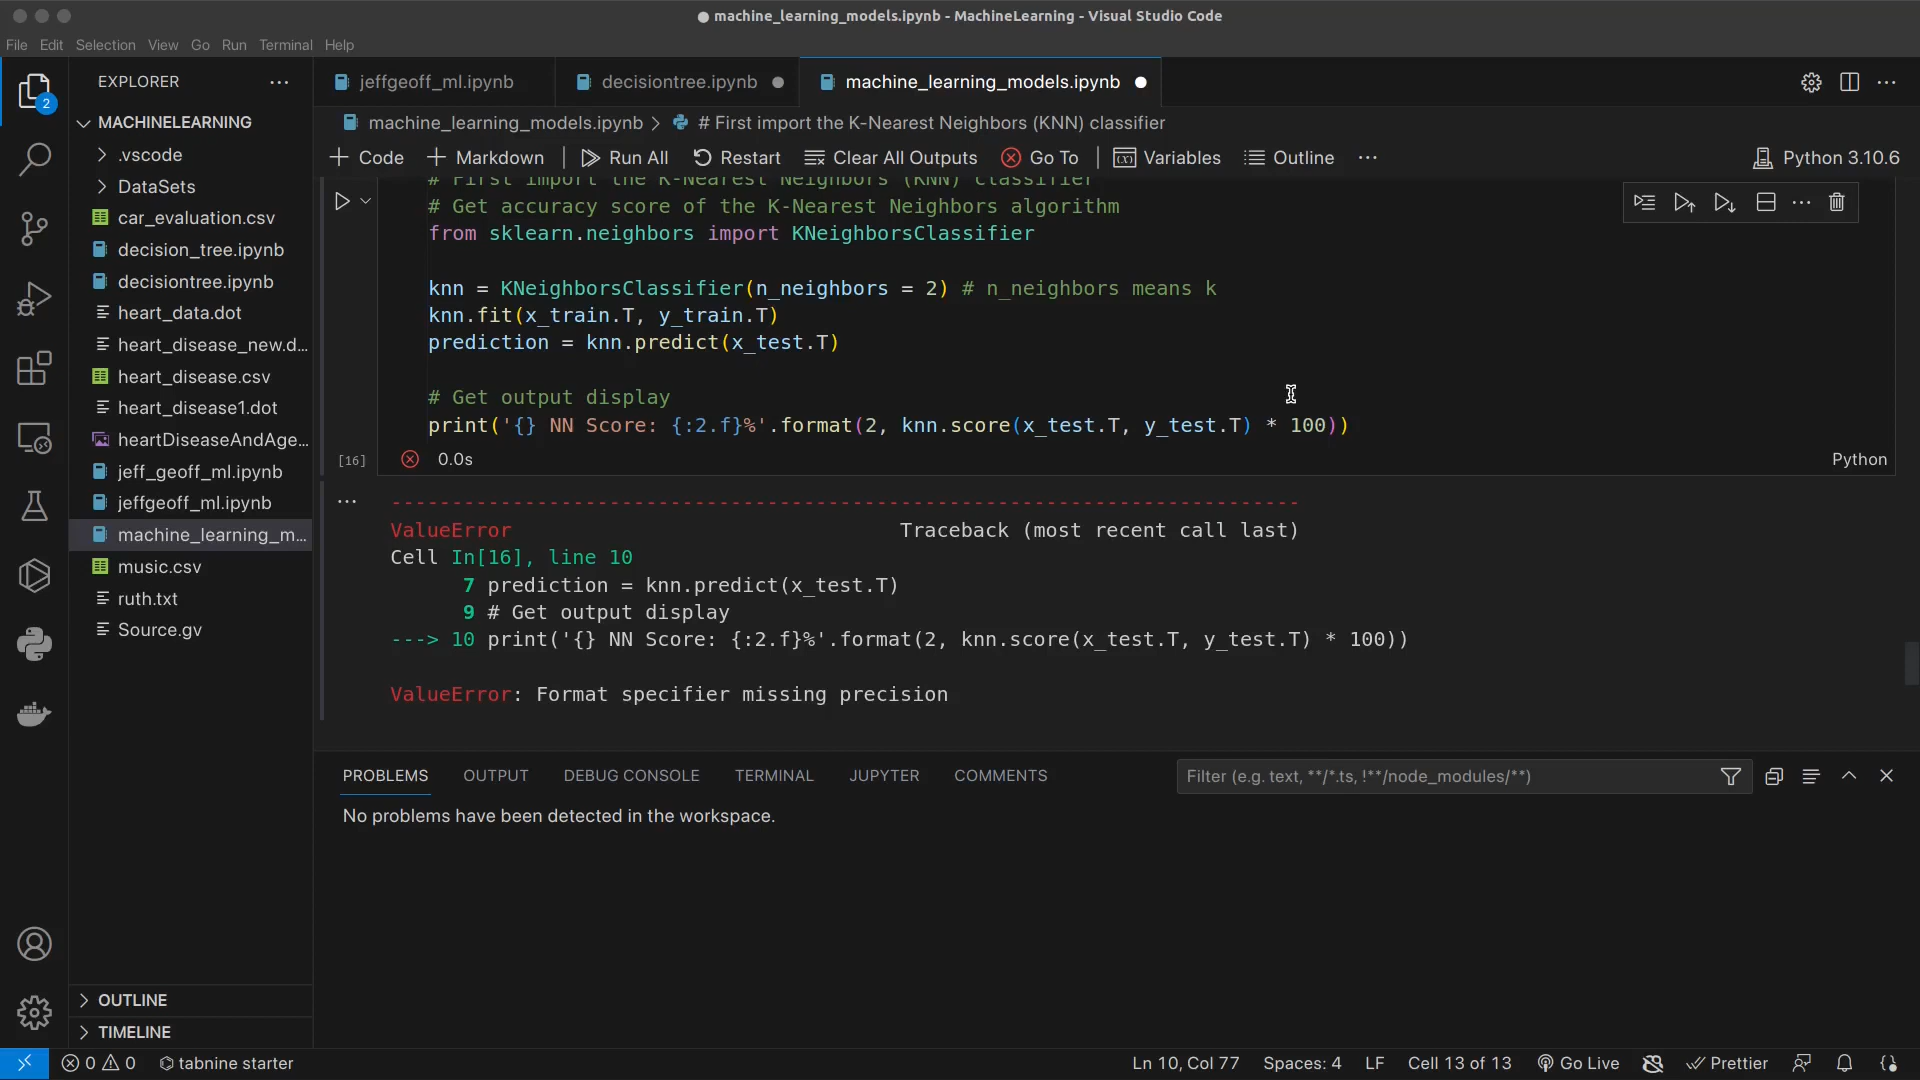 machine_learning_models.ipynb - MachineLearning - Visual Studio Code
File Edit Selection View Go Run Terminal Help
EXPLORER
jeffgeoff_ml.ipynb
decisiontree.ipynb
machine_learning_models.ipynb
2
MACHINELEARNING
.vscode
DataSets
car_evaluation.csv
decision_tree.ipynb
decisiontree.ipynb
heart_data.dot
heart_disease_new.d...
heart_disease.csv
heart_disease1.dot
heartDiseaseAndAge...
jeff_geoff_ml.ipynb
jeffgeoff_ml.ipynb
machine_learning_m...
music.csv
ruth.txt
Source.gv
OUTLINE
TIMELINE
machine_learning_models.ipynb > # First import the K-Nearest Neighbors (KNN) classifier
+ Code + Markdown | Run All Restart Clear All Outputs Go To | Variables Outline ... Python 3.10.6
# First import the K-Nearest Neighbors (KNN) classifier
# Get accuracy score of the K-Nearest Neighbors algorithm
from sklearn.neighbors import KNeighborsClassifier
knn = KNeighborsClassifier(n_neighbors = 2) # n_neighbors means k
knn.fit(x_train.T, y_train.T)
prediction = knn.predict(x_test.T)
# Get output display
print('{} NN Score: {:2.f}%'.format(2, knn.score(x_test.T, y_test.T) * 100))
[16] 0.0s Python
---------------------------------------------------------------------------
ValueError Traceback (most recent call last)
Cell In[16], line 10
7 prediction = knn.predict(x_test.T)
9 # Get output display
---> 10 print('{} NN Score: {:2.f}%'.format(2, knn.score(x_test.T, y_test.T) * 100))
ValueError: Format specifier missing precision
PROBLEMS OUTPUT DEBUG CONSOLE TERMINAL JUPYTER COMMENTS
Filter (e.g. text, **/*.ts, !**/node_modules/**)
No problems have been detected in the workspace.
0 0 tabnine starter
Ln 10, Col 77 Spaces: 4 LF Cell 13 of 13 Go Live Prettier